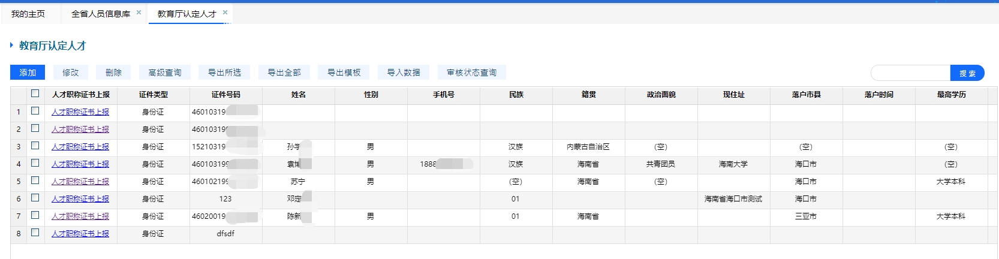 我的主页 全省人员信息库 教育厅认定人才
教育厅认定人才
添加 修改 删除 高级查询 导出所选 导出全部 导出模板 导入数据 审核状态查询 搜 索
人才职称证书上报 证件类型 证件号码 姓名 性别 手机号 民族 籍贯 政治面貌 现住址 落户市县 落户时间 最高学历
1 人才职称证书上报 身份证 46010319
2 人才职称证书上报 身份证 46010319
3 人才职称证书上报 身份证 15210319 孙 男 汉族 内蒙古自治区 (空) (空) (空)
4 人才职称证书上报 身份证 46010319 袁 男 1888 汉族 海南省 共青团员 海南大学 海口市 (空)
5 人才职称证书上报 身份证 460102199 苏宁 男 (空) 海南省 (空) 海口市 大学本科
6 人才职称证书上报 身份证 123 邓定 01 海南省海口市测试 海口市
7 人才职称证书上报 身份证 46020019 陈新 男 01 海南省 三亚市 大学本科
8 人才职称证书上报 身份证 dfsdf